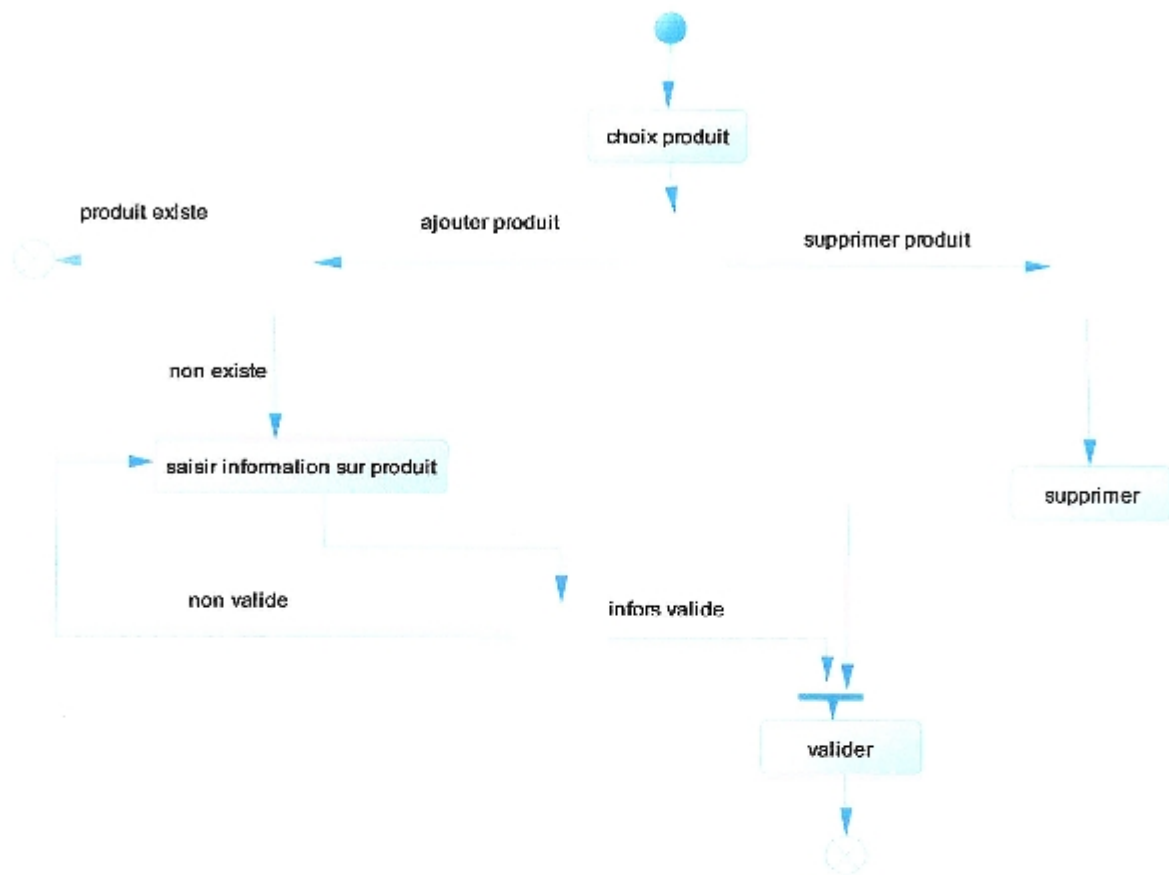 choix produit
produit existe
ajouter produit
supprimer produit
non existe
saisir information sur produit
supprimer
non valide
infors valide
valider